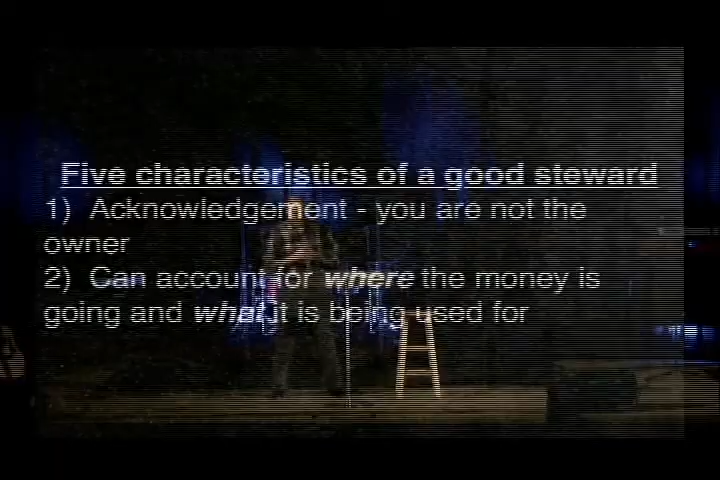 Five characteristics of a good steward
1) Acknowledgement - you are not the
owner
2) Can account for where the money is
going and what it is being used for